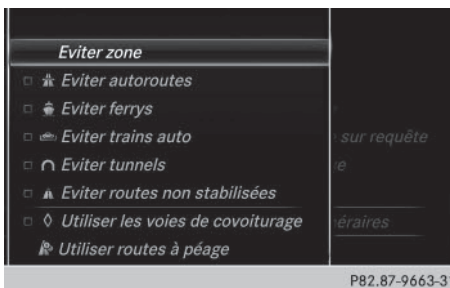 Eviter zone
Eviter autoroutes
Eviter ferrys
Eviter trains auto
sur requête
Eviter tunnels
Eviter routes non stabilisées
Utiliser les voies de covoiturage
éraires
Utiliser routes à péage
P82.87-9663-31